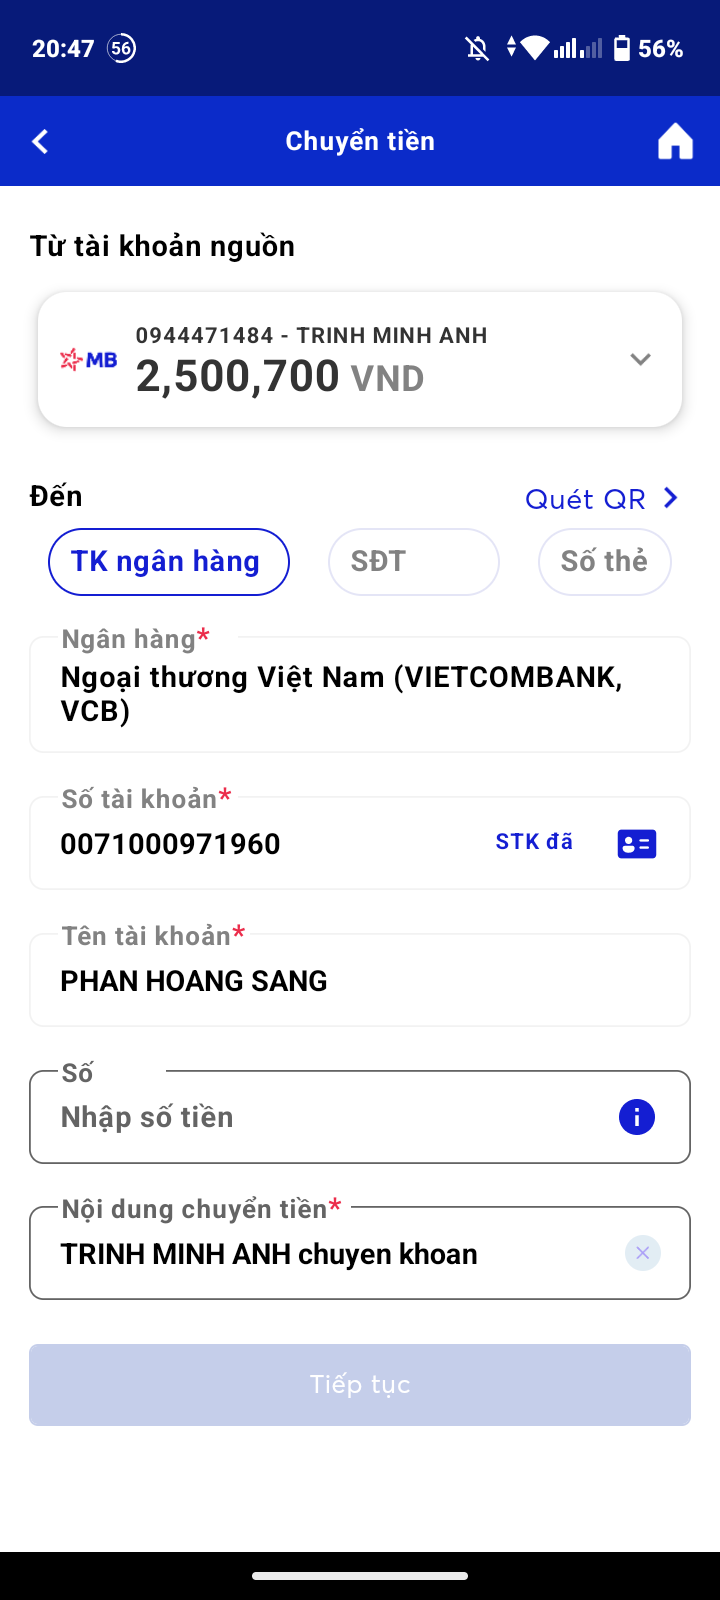 20:47 56 56%
Chuyển tiền
Từ tài khoản nguồn
0944471484 - TRINH MINH ANH
MB 2,500,700 VND
Đến Quét QR
TK ngân hàng SĐT Số thẻ
Ngân hàng*
Ngoại thương Việt Nam (VIETCOMBANK,
VCB)
Số tài khoản*
0071000971960 STK đã
Tên tài khoản*
PHAN HOANG SANG
Số
Nhập số tiền
Nội dung chuyển tiền*
TRINH MINH ANH chuyen khoan
Tiếp tục